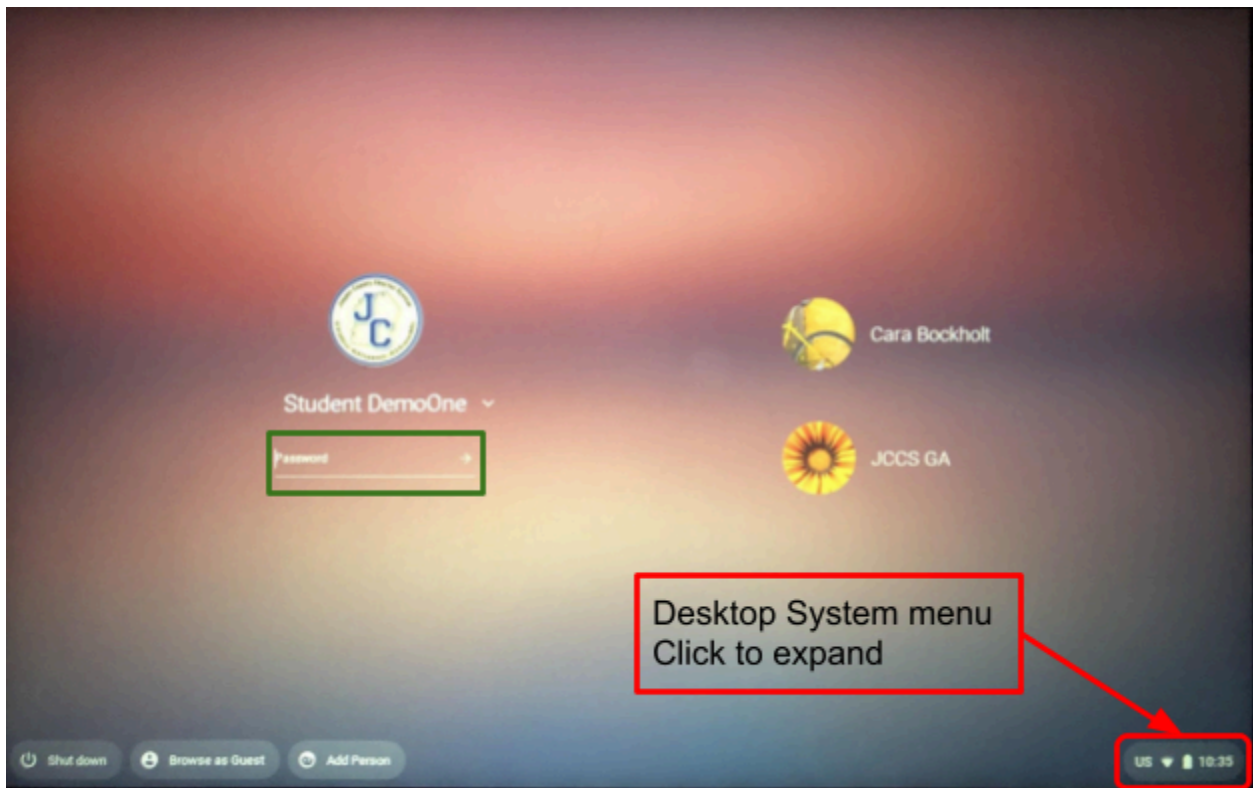 J
C
Student DemoOne
Password
Cara Bockholt
JCCS GA
Desktop System menu
Click to expand
Shut down
Browse as Guest
Add Person
US 10:35